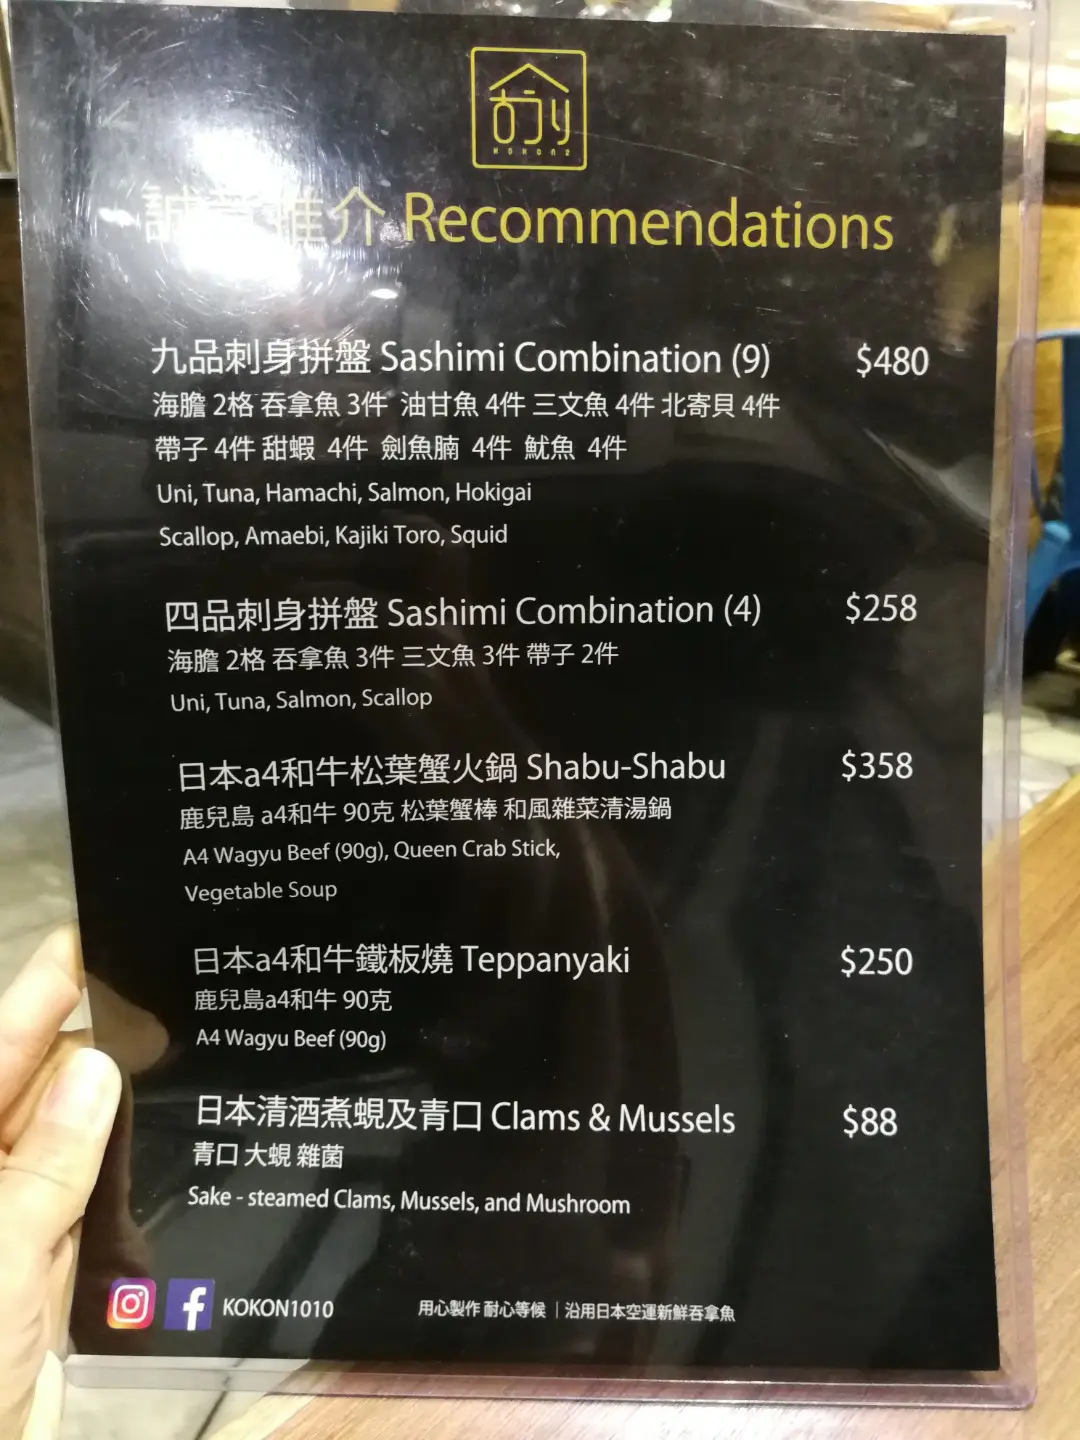 KOKON2
誠意推介 Recommendations
九品刺身拼盤 Sashimi Combination (9) $480
海膽 2格 吞拿魚 3件 油甘魚 4件 三文魚 4件 北寄貝 4件
帶子 4件 甜蝦 4件 劍魚腩 4件 魷魚 4件
Uni, Tuna, Hamachi, Salmon, Hokigai
Scallop, Amaebi, Kajiki Toro, Squid
四品刺身拼盤 Sashimi Combination (4) $258
海膽 2格 吞拿魚 3件 三文魚 3件 帶子 2件
Uni, Tuna, Salmon, Scallop
日本a4和牛松葉蟹火鍋 Shabu-Shabu $358
鹿兒島 a4和牛 90克 松葉蟹棒 和風雜菜清湯鍋
A4 Wagyu Beef (90g), Queen Crab Stick,
Vegetable Soup
日本a4和牛鐵板燒 Teppanyaki $250
鹿兒島a4和牛 90克
A4 Wagyu Beef (90g)
日本清酒煮蜆及青口 Clams & Mussels $88
青口 大蜆 雜菌
Sake - steamed Clams, Mussels, and Mushroom
KOKON1010 用心製作 耐心等候 | 沿用日本空運新鮮吞拿魚